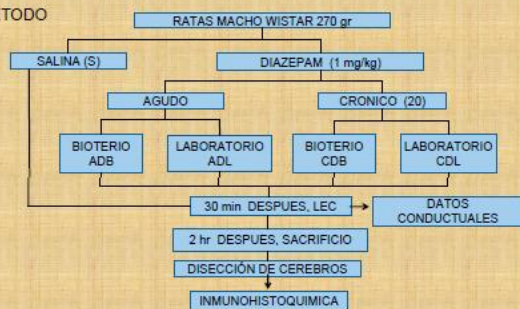 ETODO
RATAS MACHO WISTAR 270 gr
SALINA (S)
DIAZEPAM (1 mg/kg)
AGUDO
CRONICO (20)
BIOTERIO
ADB
LABORATORIO
ADL
BIOTERIO
CDB
LABORATORIO
CDL
30 min DESPUES, LEC
DATOS
CONDUCTUALES
2 hr DESPUES, SACRIFICIO
DISECCIÓN DE CEREBROS
INMUNOHISTOQUIMICA